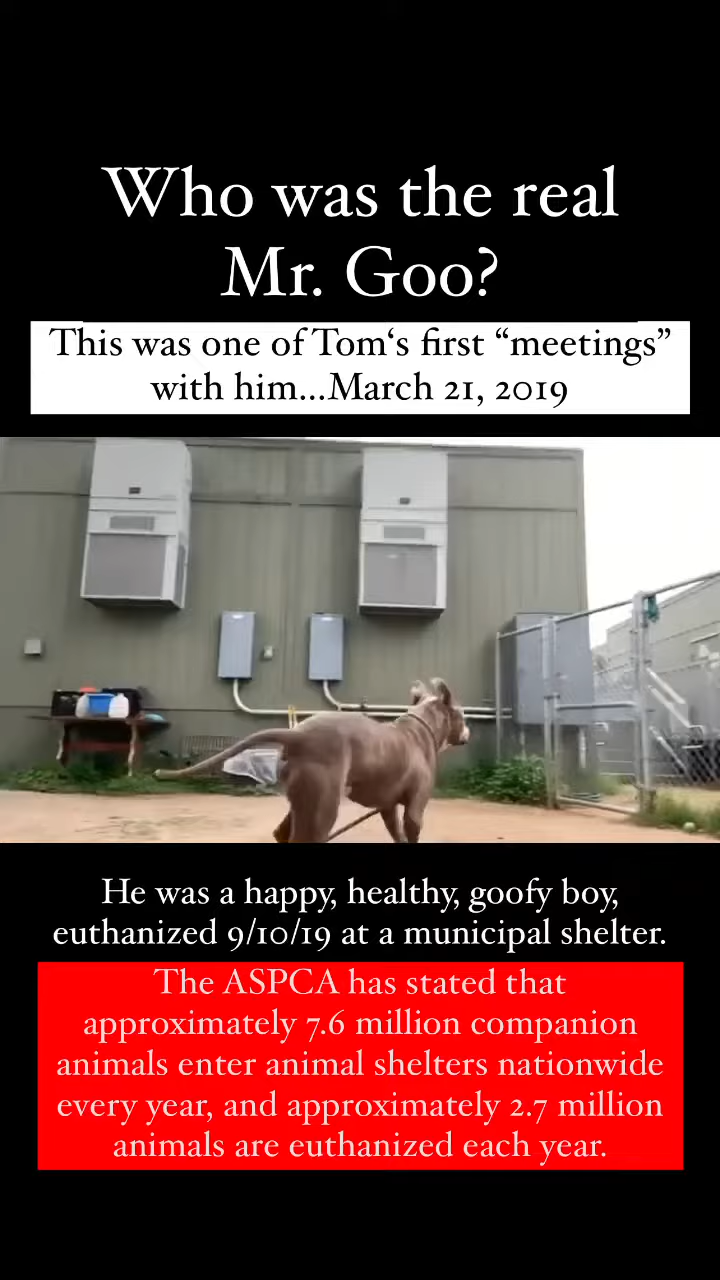 Who was the real
Mr. Goo?
This was one of Tom‘s first “meetings”
with him...March 21, 2019
He was a happy, healthy, goofy boy,
euthanized 9/10/19 at a municipal shelter.
The ASPCA has stated that
approximately 7.6 million companion
animals enter animal shelters nationwide
every year, and approximately 2.7 million
animals are euthanized each year.